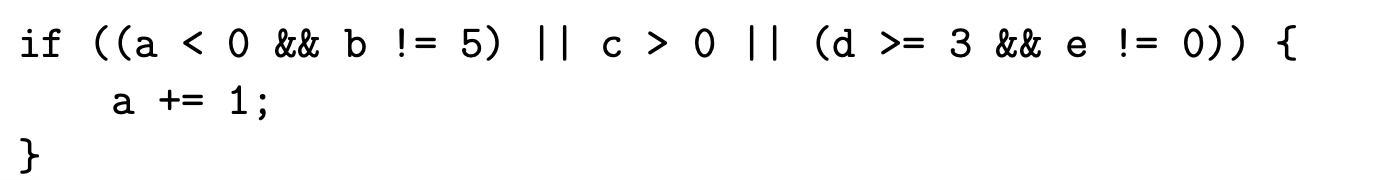 if ((a < 0 && b != 5) || c > 0 || (d >= 3 && e != 0)) {
    a += 1;
}